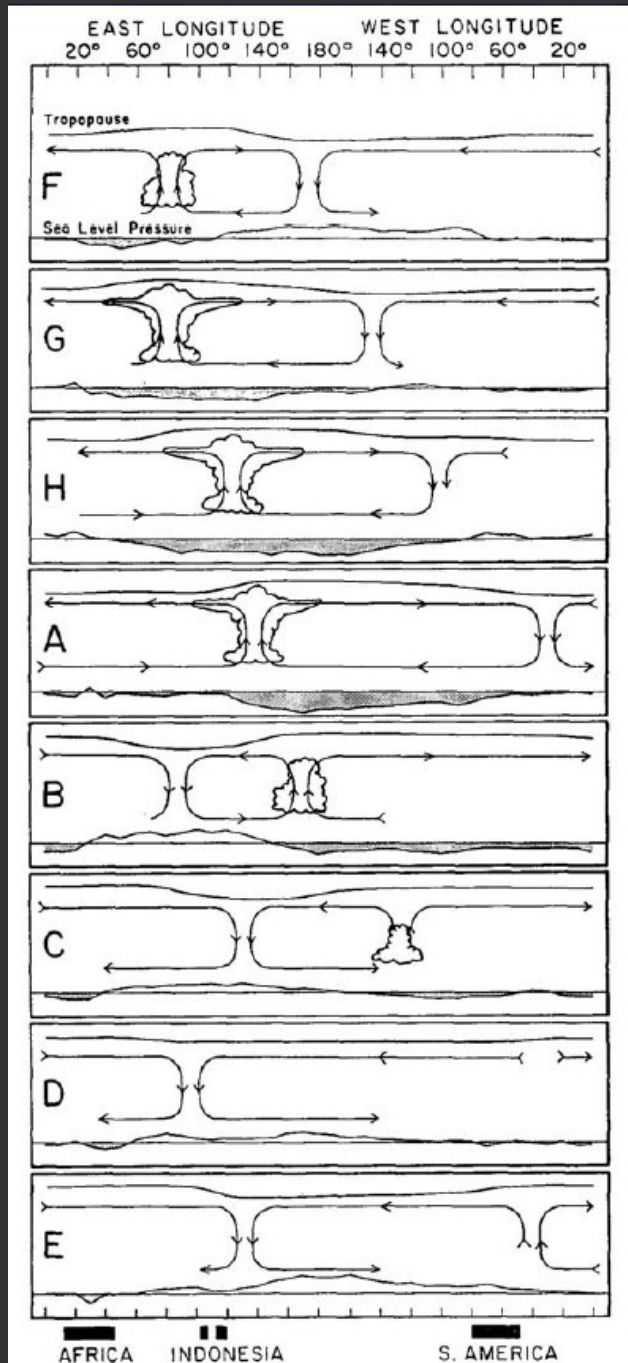 EAST LONGITUDE WEST LONGITUDE
20° 60° 100° 140° 180° 140° 100° 60° 20°
Tropopause
F
Sea Level Pressure
G
H
A
B
C
D
E
AFRICA INDONESIA S. AMERICA